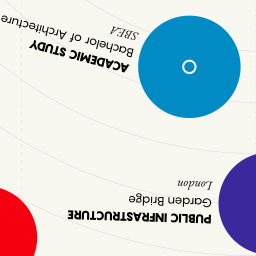 PUBLIC INFRASTRUCTURE
Garden Bridge
London
ACADEMIC STUDY
Bachelor of Architecture
SBEA